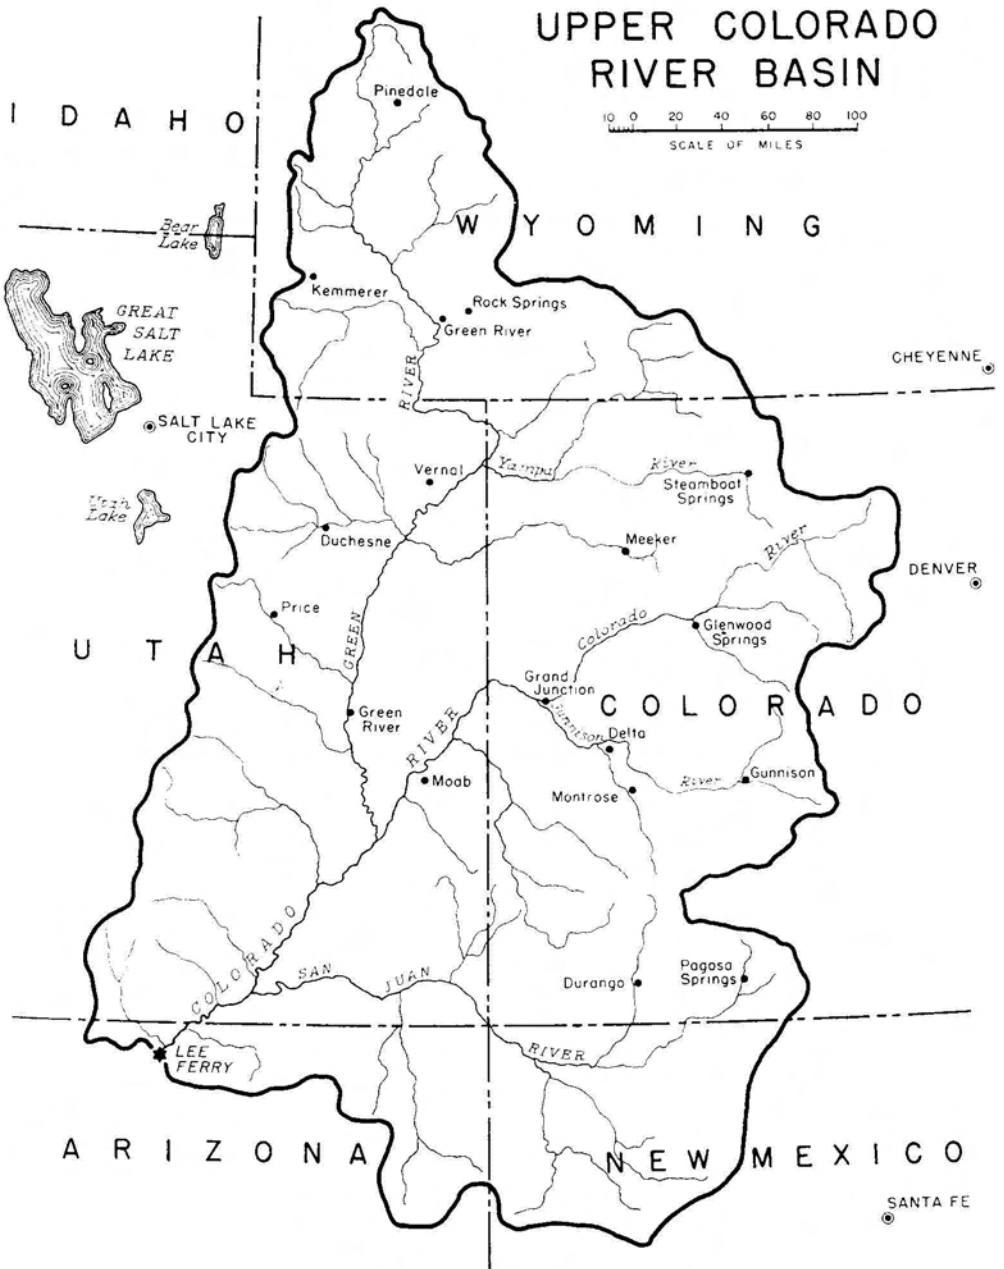 UPPER COLORADO
RIVER BASIN
10 0 20 40 60 80 100
SCALE OF MILES
IDAHO
Pinedale
Bear
Lake
WYOMING
Kemmerer
Rock Springs
Green River
GREAT
SALT
LAKE
CHEYENNE
RIVER
SALT LAKE
CITY
Vernal
Yampa
River
Steamboat
Springs
Utah
Lake
Duchesne
Meeker
River
DENVER
Price
GREEN
Colorado
Glenwood
Springs
UTAH
Grand
Junction
COLORADO
Green
River
RIVER
Gunnison
Delta
Moab
Montrose
River
Gunnison
COLORADO
SAN
JUAN
Durango
Pagosa
Springs
LEE
FERRY
RIVER
ARIZONA
NEW MEXICO
SANTA FE